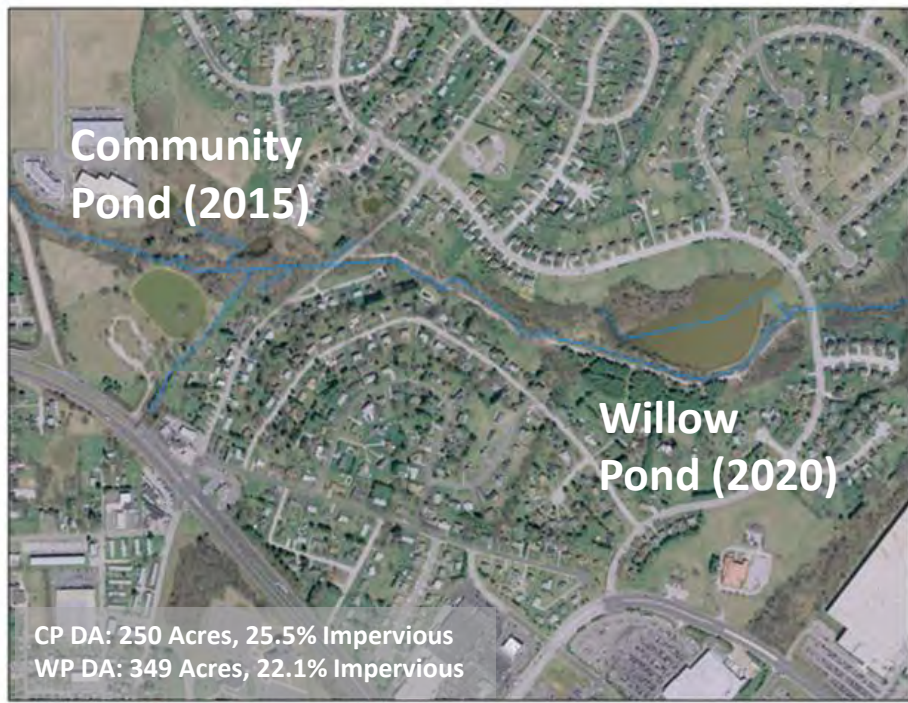 Community
Pond (2015)
Willow
Pond (2020)
CP DA: 250 Acres, 25.5% Impervious
WP DA: 349 Acres, 22.1% Impervious